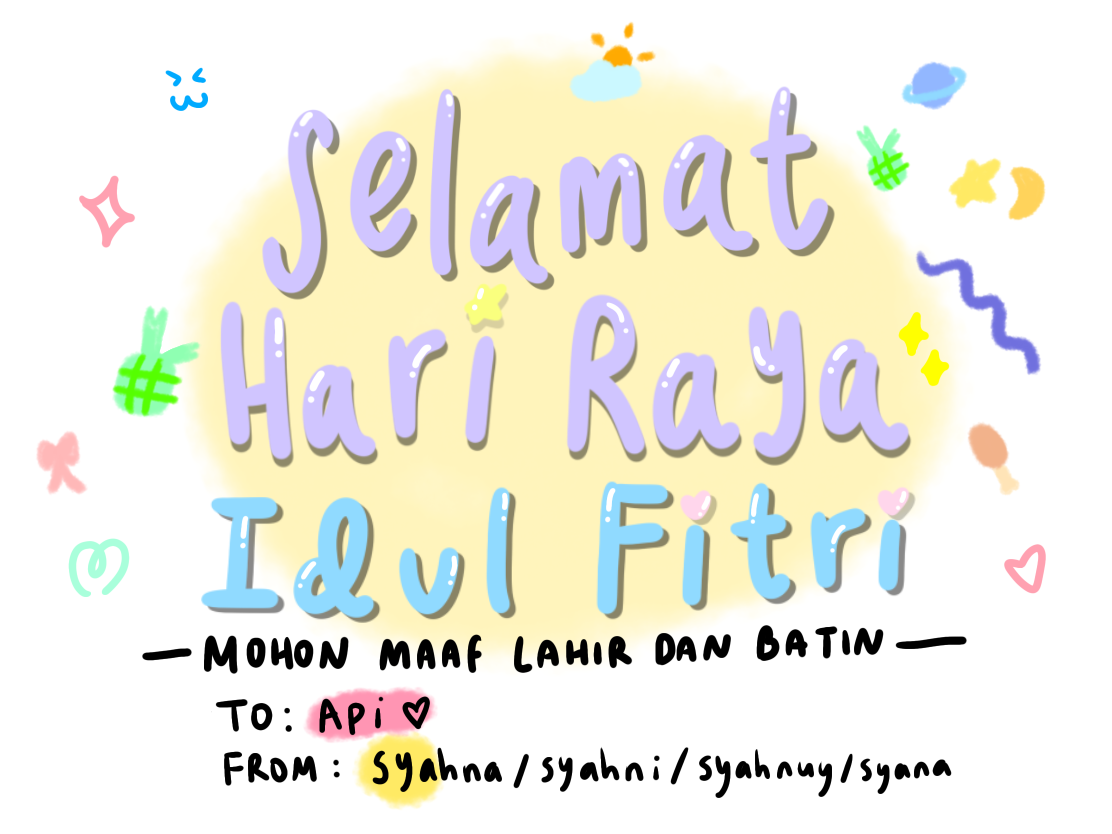 Selamat
Hari Raya
Idul Fitri
— MOHON MAAF LAHIR DAN BATIN —
TO: Api ♡
FROM: syahna / syahni / syahnuy / syana